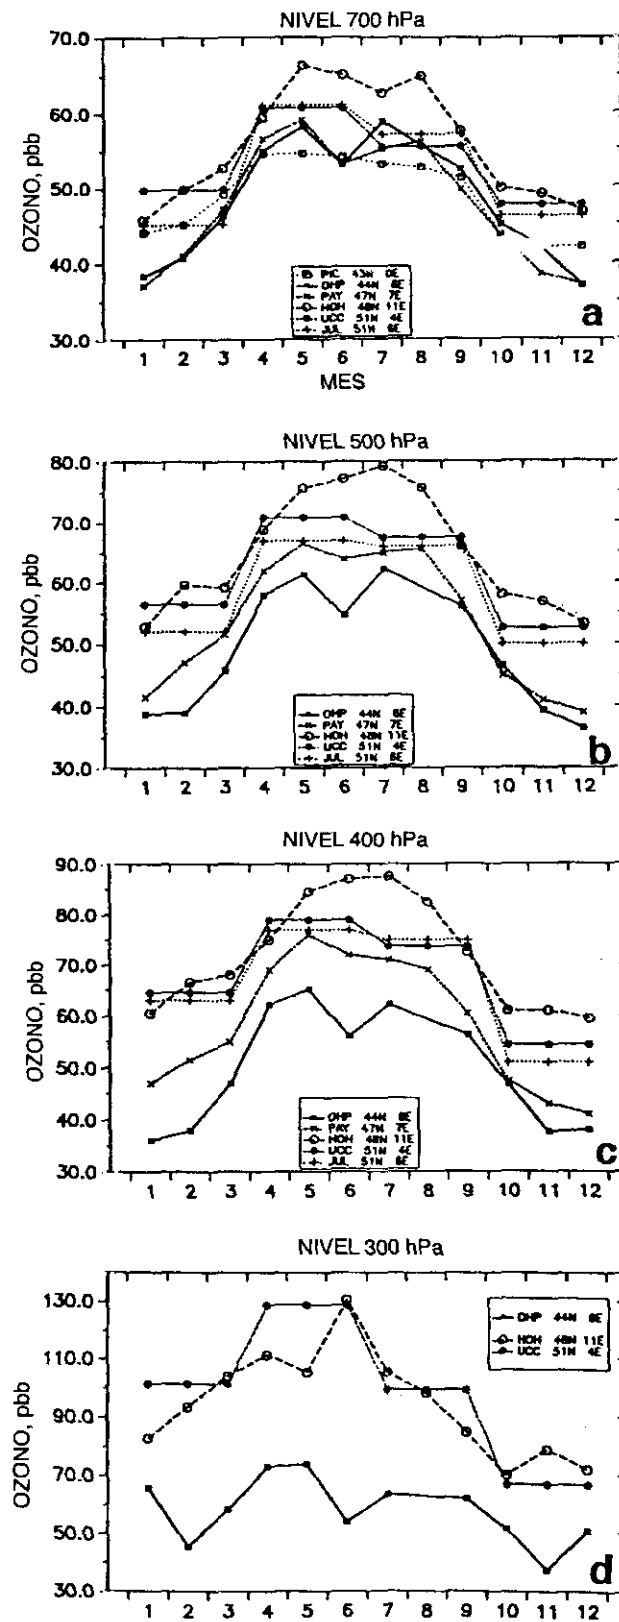 NIVEL 700 hPa
70.0
60.0
50.0
40.0
30.0
OZONO, pbb
PIC 43N 0E
OHP 44N 6E
PAY 47N 7E
HOH 48N 11E
UCC 51N 4E
JUL 51N 6E
a
1 2 3 4 5 6 7 8 9 10 11 12
MES
NIVEL 500 hPa
80.0
70.0
60.0
50.0
40.0
30.0
OZONO, pbb
OHP 44N 6E
PAY 47N 7E
HOH 48N 11E
UCC 51N 4E
JUL 51N 6E
b
1 2 3 4 5 6 7 8 9 10 11 12
NIVEL 400 hPa
90.0
80.0
70.0
60.0
50.0
40.0
30.0
OZONO, pbb
OHP 44N 6E
PAY 47N 7E
HOH 48N 11E
UCC 51N 4E
JUL 51N 6E
c
1 2 3 4 5 6 7 8 9 10 11 12
NIVEL 300 hPa
130.0
110.0
90.0
70.0
50.0
30.0
OZONO, pbb
OHP 44N 6E
HOH 48N 11E
UCC 51N 4E
d
1 2 3 4 5 6 7 8 9 10 11 12